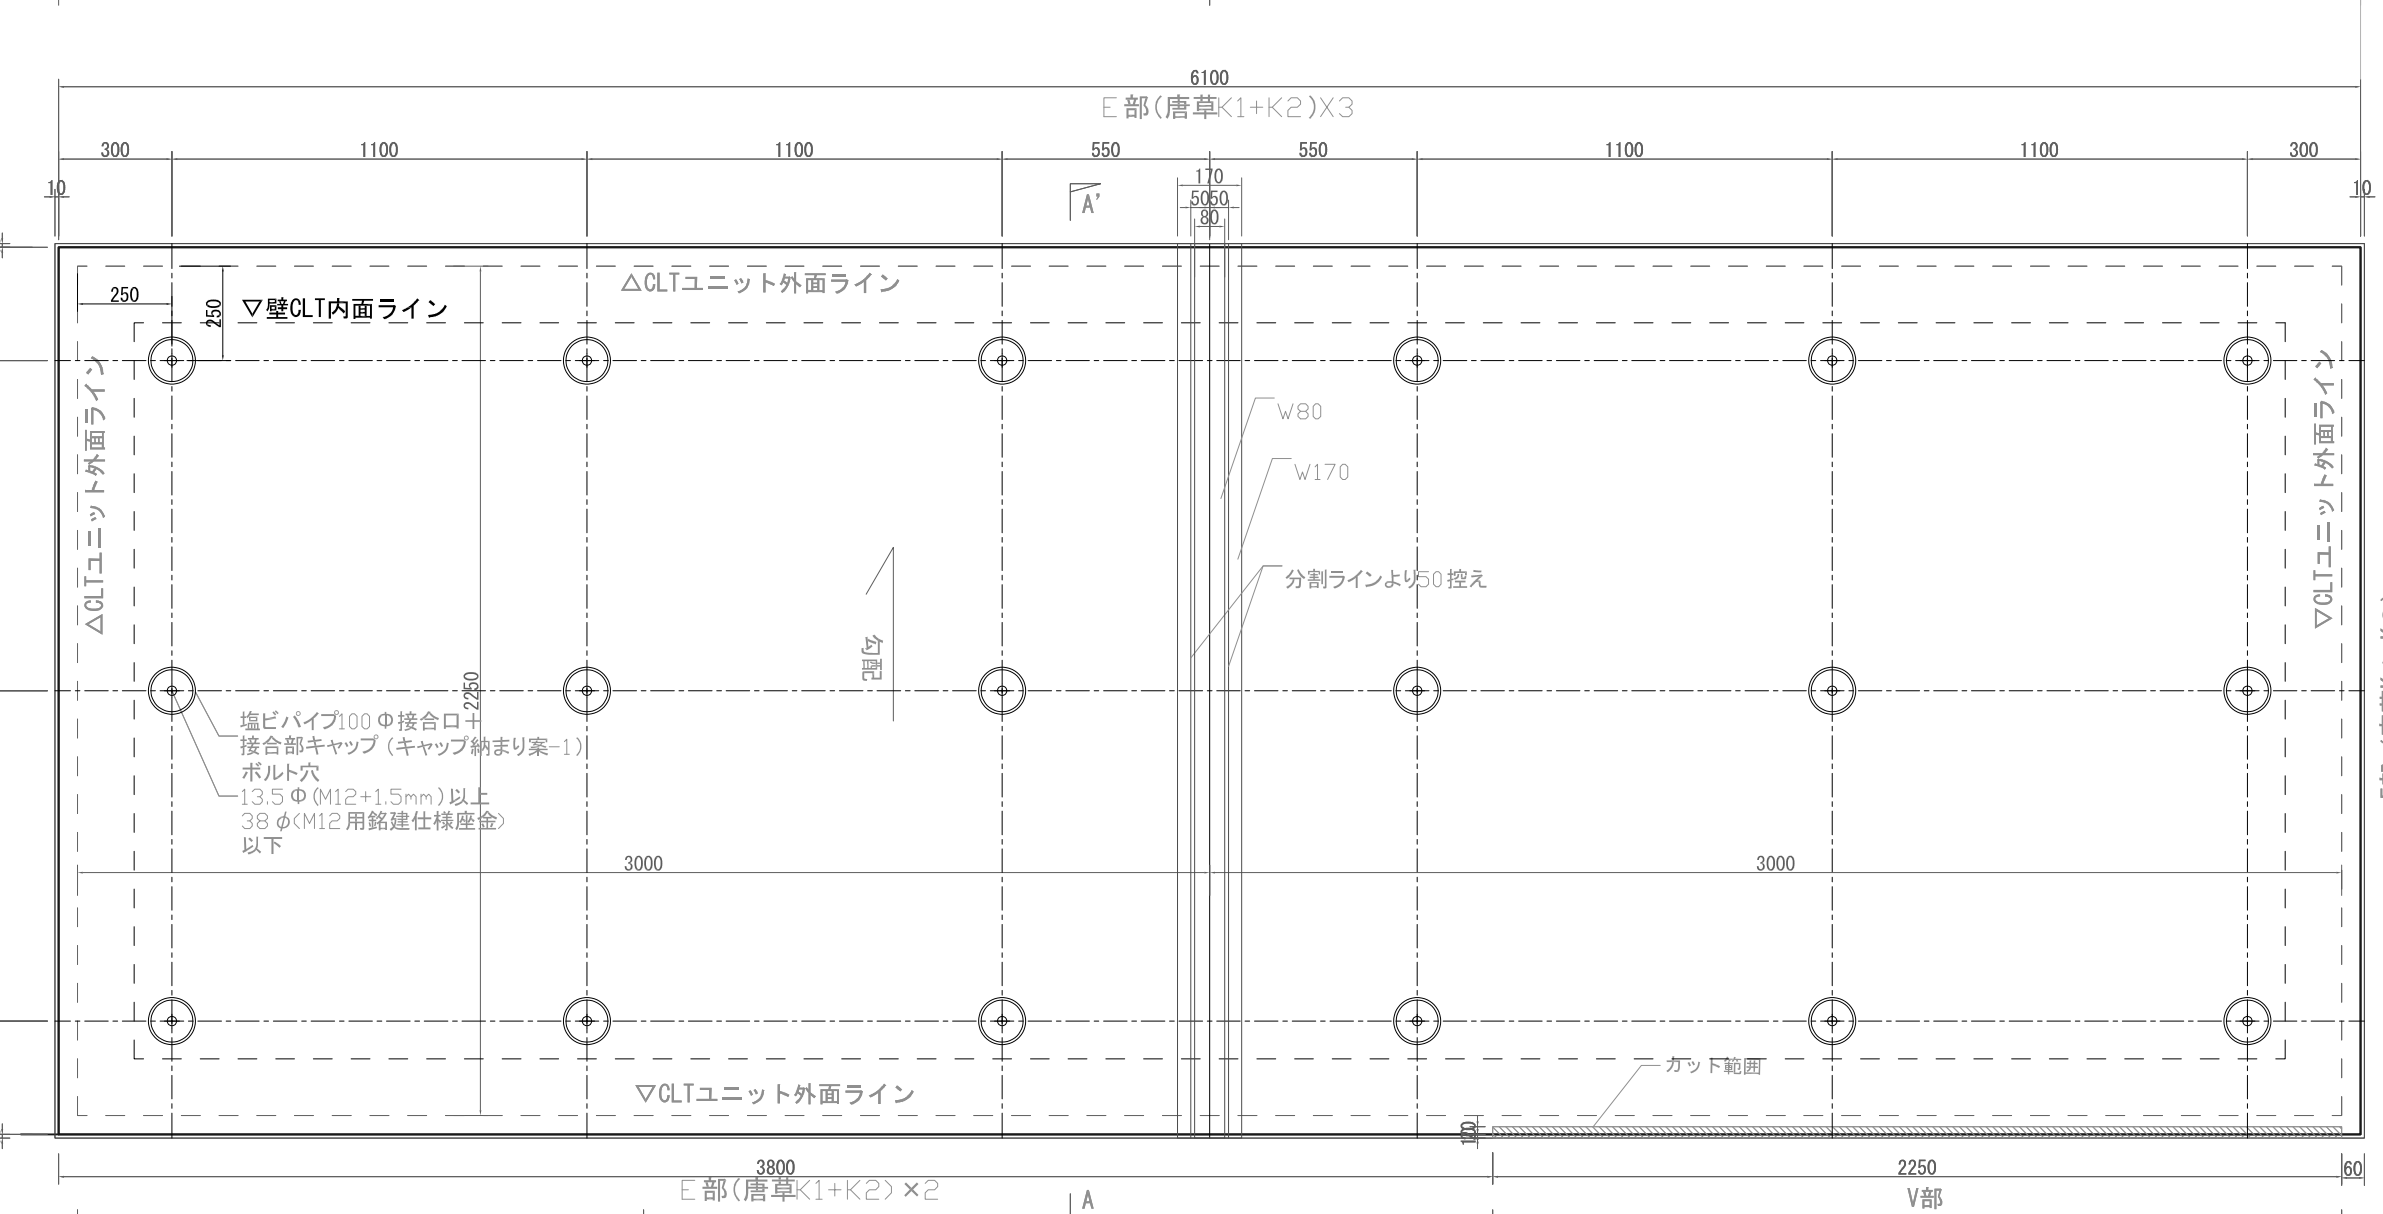 6100
E部(唐草K1+K2)X3
300
1100
1100
550
550
1100
1100
300
10
170
10
5050
A'
80
△CLTユニット外面ライン
250
250
▽壁CLT内面ライン
△CLTユニット外面ライン
▽CLTユニット外面ライン
W80
W170
分割ラインより50控え
勾配
2250
塩ビパイプ100Φ接合口+
接合部キャップ(キャップ納まり案-1)
ボルト穴
13.5Φ(M12+1.5mm)以上
38φ(M12用銘建仕様座金)
以下
3000
3000
▽CLTユニット外面ライン
カット範囲
3800
2250
60
E部(唐草K1+K2)×2
A
V部